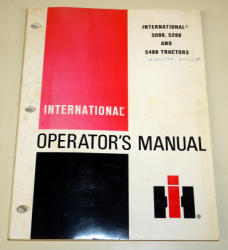 INTERNATIONAL®
5088, 5288
AND
5488 TRACTORS
INTERNATIONAL®
OPERATOR'S MANUAL
IH®